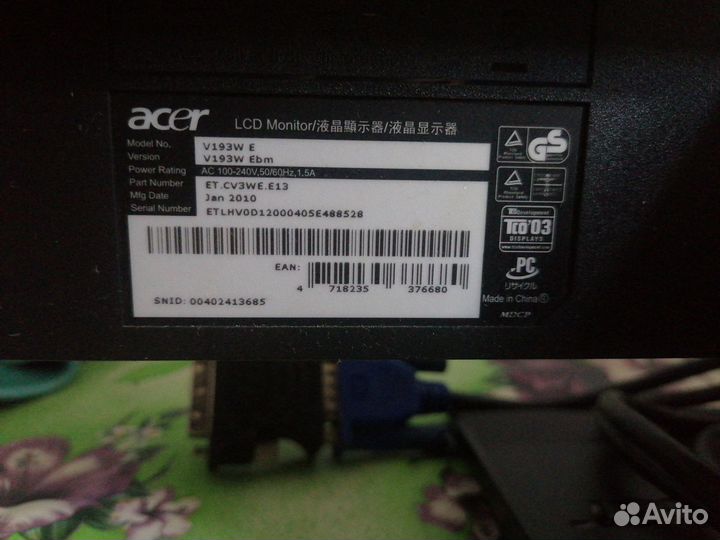 acer LCD Monitor/液晶顯示器/液晶显示器
Model No. V193W E
Version V193W Ebm
Power Rating AC 100-240V,50/60Hz,1.5A
Part Number ET.CV3WE.E13
Mfg Date Jan 2010
Serial Number ETLHV0D12000405E488528
EAN:
4 718235 376680
SNID: 00402413685
GS
TCO Development
TCO'03
DISPLAYS
PC
リサイクル
Made in China
MDCP
Avito